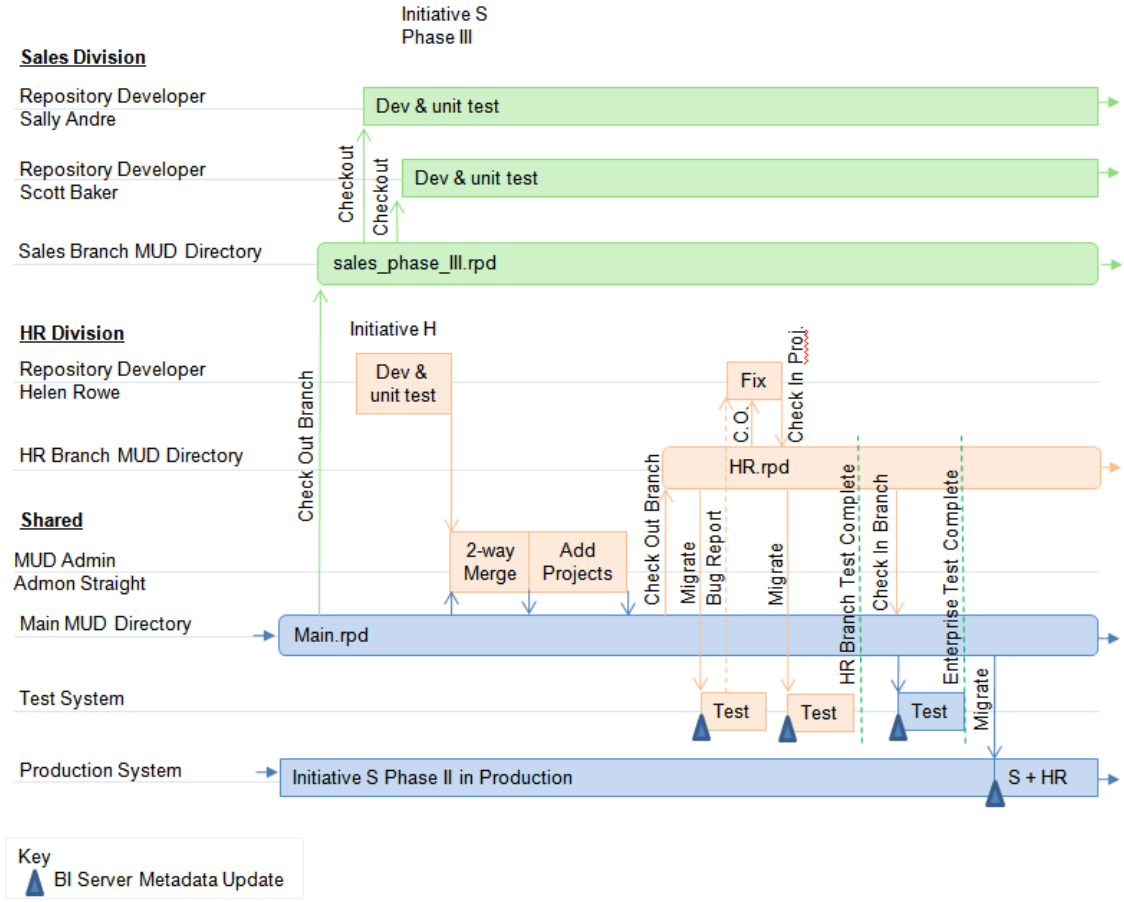 Initiative S
Phase III
Sales Division
Repository Developer
Sally Andre
Dev & unit test
Checkout
Checkout
Repository Developer
Scott Baker
Dev & unit test
Sales Branch MUD Directory
sales_phase_III.rpd
HR Division
Initiative H
Repository Developer
Helen Rowe
Dev &
unit test
Fix
Check In Proj.
C.O.
Check Out Branch
HR Branch MUD Directory
HR.rpd
Shared
MUD Admin
Admon Straight
2-way
Merge
Add
Projects
Check Out Branch
Migrate
Bug Report
Migrate
HR Branch Test Complete
Check In Branch
Enterprise Test Complete
Main MUD Directory
Main.rpd
Test System
Test
Test
Test
Migrate
Production System
Initiative S Phase II in Production
S + HR
Key
BI Server Metadata Update